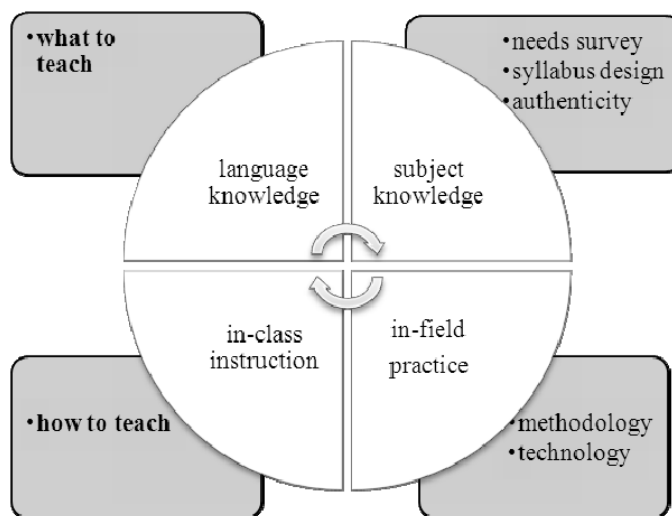 •what to
teach
•needs survey
•syllabus design
•authenticity
language
knowledge
subject
knowledge
in-class
instruction
in-field
practice
•how to teach
•methodology
•technology